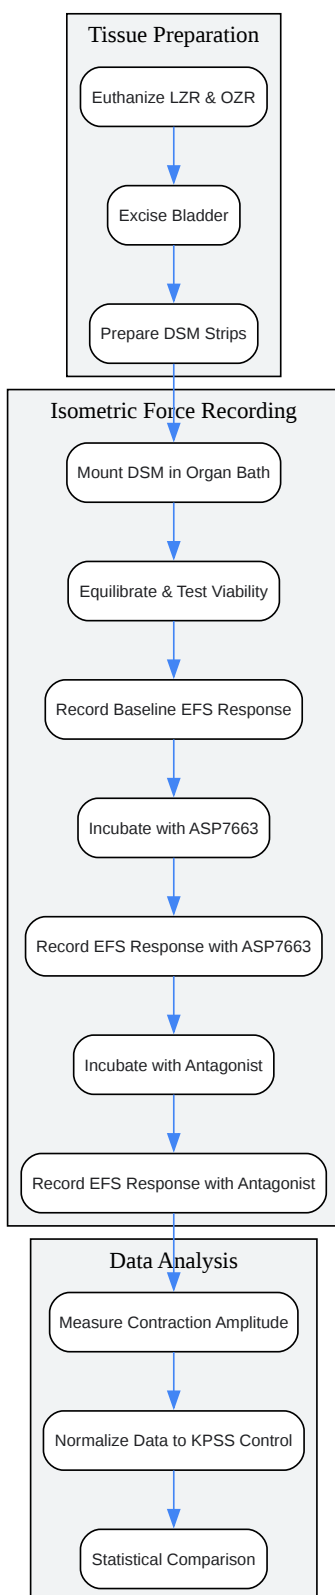 Tissue Preparation
Euthanize LZR & OZR
Excise Bladder
Prepare DSM Strips
Isometric Force Recording
Mount DSM in Organ Bath
Equilibrate & Test Viability
Record Baseline EFS Response
Incubate with ASP7663
Record EFS Response with ASP7663
Incubate with Antagonist
Record EFS Response with Antagonist
Data Analysis
Measure Contraction Amplitude
Normalize Data to KPSS Control
Statistical Comparison